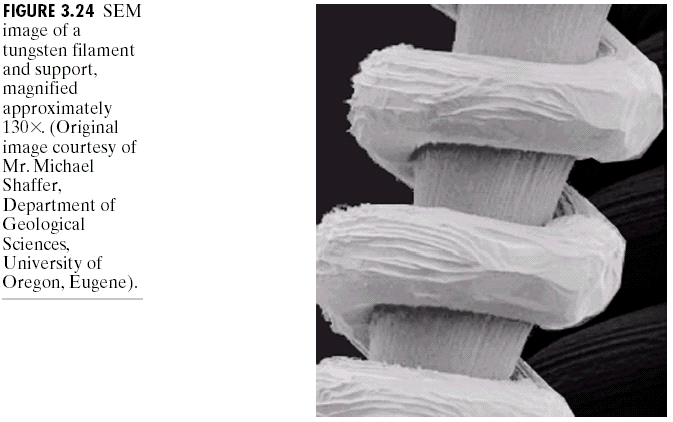 FIGURE 3.24 SEM
image of a
tungsten filament
and support,
magnified
approximately
130×. (Original
image courtesy of
Mr. Michael
Shaffer,
Department of
Geological
Sciences,
University of
Oregon, Eugene).